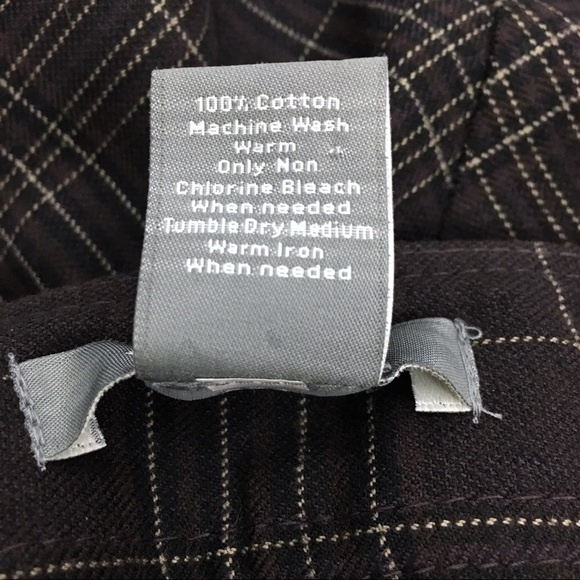 100% Cotton
Machine Wash
Warm
Only Non
Chlorine Bleach
When needed
Tumble Dry Medium
Warm Iron
When needed